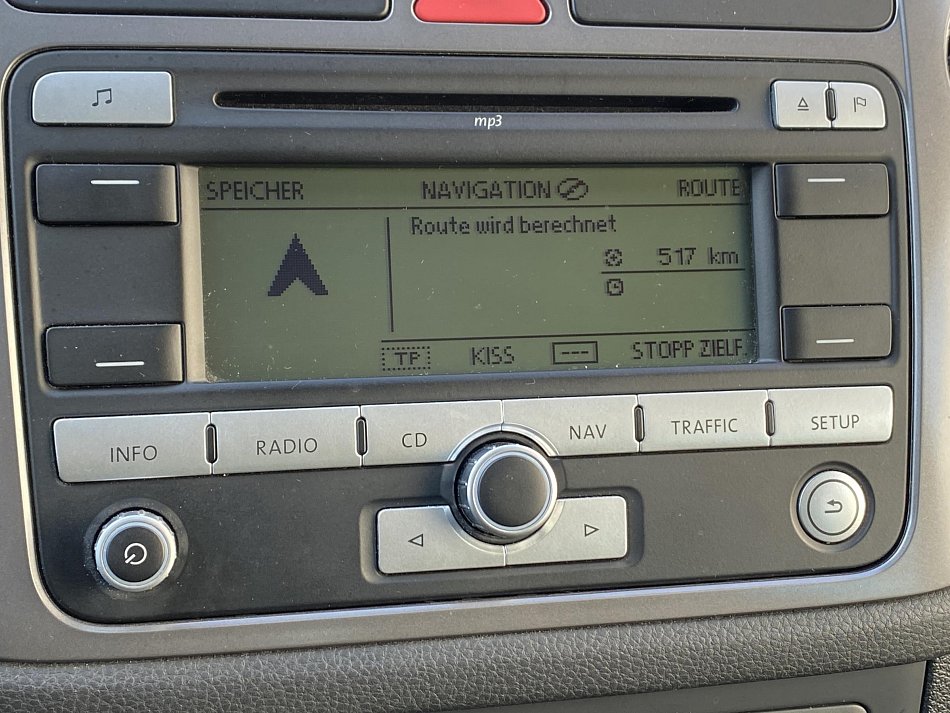 mp3
SPEICHER NAVIGATION ROUTE
Route wird berechnet
517 km
TP KISS --- STOPP ZIELF.
INFO RADIO CD NAV TRAFFIC SETUP